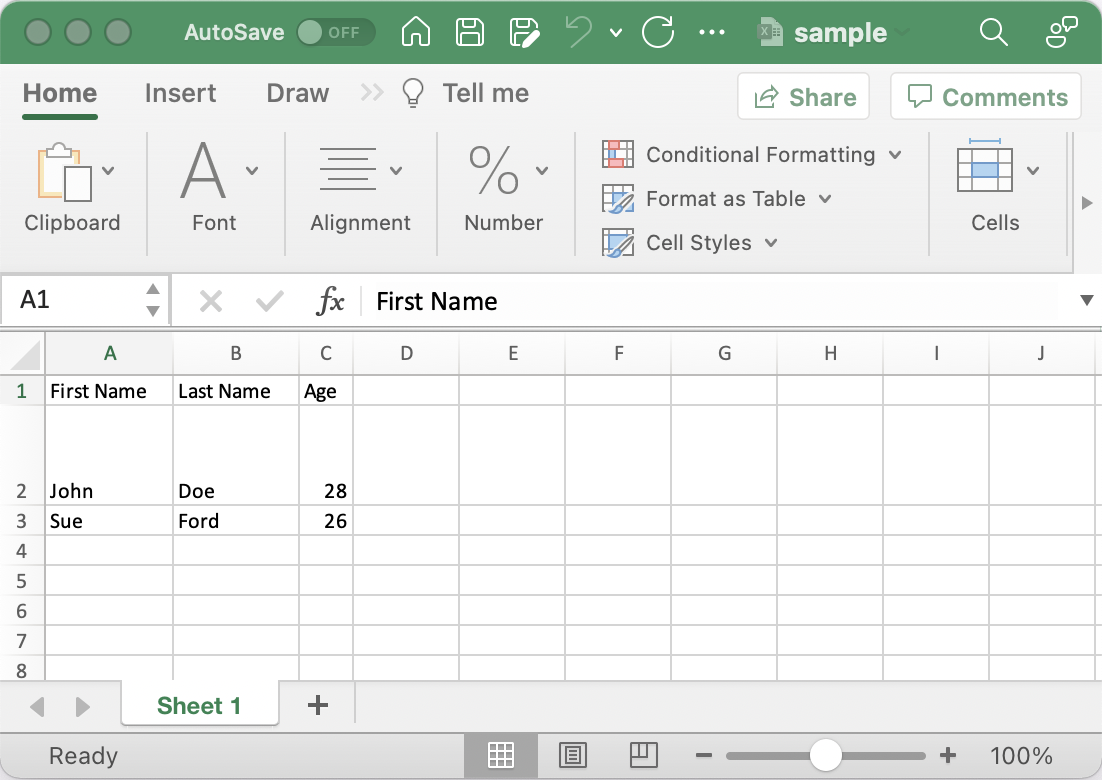 AutoSave OFF sample
Home Insert Draw Tell me Share Comments
Clipboard Font Alignment % Number Conditional Formatting Format as Table Cell Styles Cells
A1 fx First Name
A B C D E F G H I J
1 First Name Last Name Age
2 John Doe 28
3 Sue Ford 26
4
5
6
7
8
Sheet 1 +
Ready 100%